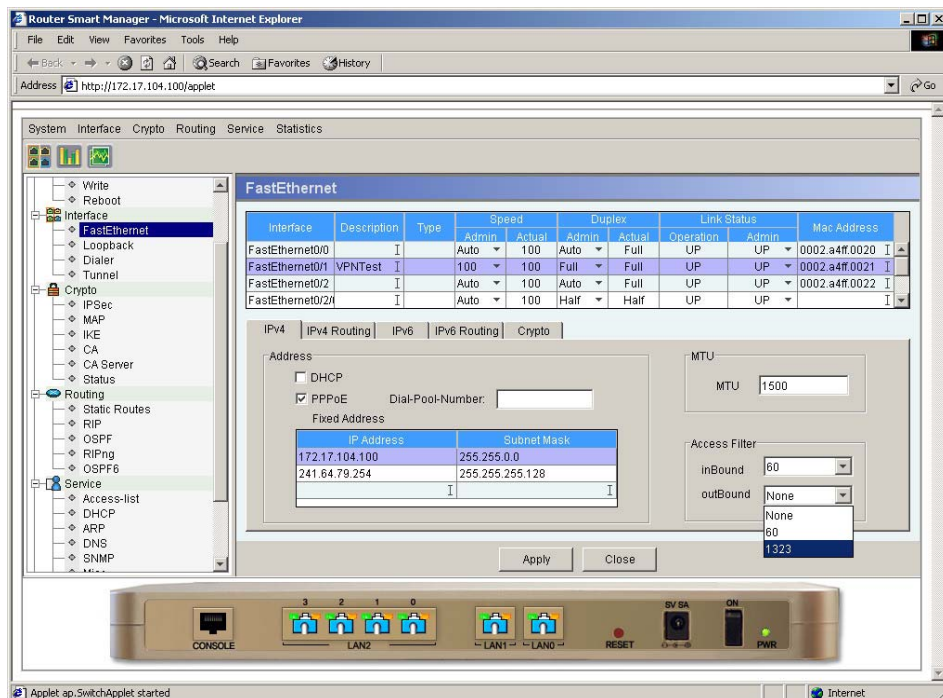 Router Smart Manager - Microsoft Internet Explorer
File Edit View Favorites Tools Help
Back Search Favorites History
Address http://172.17.104.100/applet Go
System Interface Crypto Routing Service Statistics
Write
Reboot
Interface
FastEthernet
Loopback
Dialer
Tunnel
Crypto
IPSec
MAP
IKE
CA
CA Server
Status
Routing
Static Routes
RIP
OSPF
RIPng
OSPF6
Service
Access-list
DHCP
ARP
DNS
SNMP
FastEthernet
Interface Description Type Speed Duplex Link Status Mac Address
Admin Actual Admin Actual Operation Admin
FastEthernet0/0 Auto 100 Auto Full UP UP 0002.a4ff.0020
FastEthernet0/1 VPNTest 100 100 Full Full UP UP 0002.a4ff.0021
FastEthernet0/2 Auto 100 Auto Full UP UP 0002.a4ff.0022
FastEthernet0/2/ Auto 100 Half Half UP UP
IPv4 IPv4 Routing IPv6 IPv6 Routing Crypto
Address
DHCP
PPPoE Dial-Pool-Number:
Fixed Address
IP Address Subnet Mask
172.17.104.100 255.255.0.0
241.64.79.254 255.255.255.128
MTU
MTU 1500
Access Filter
inBound 60
outBound None
None
60
1323
Apply Close
3 2 1 0
CONSOLE LAN2 LAN1 LAN0 RESET 5V 5A ON PWR
Applet ap.SwitchApplet started Internet